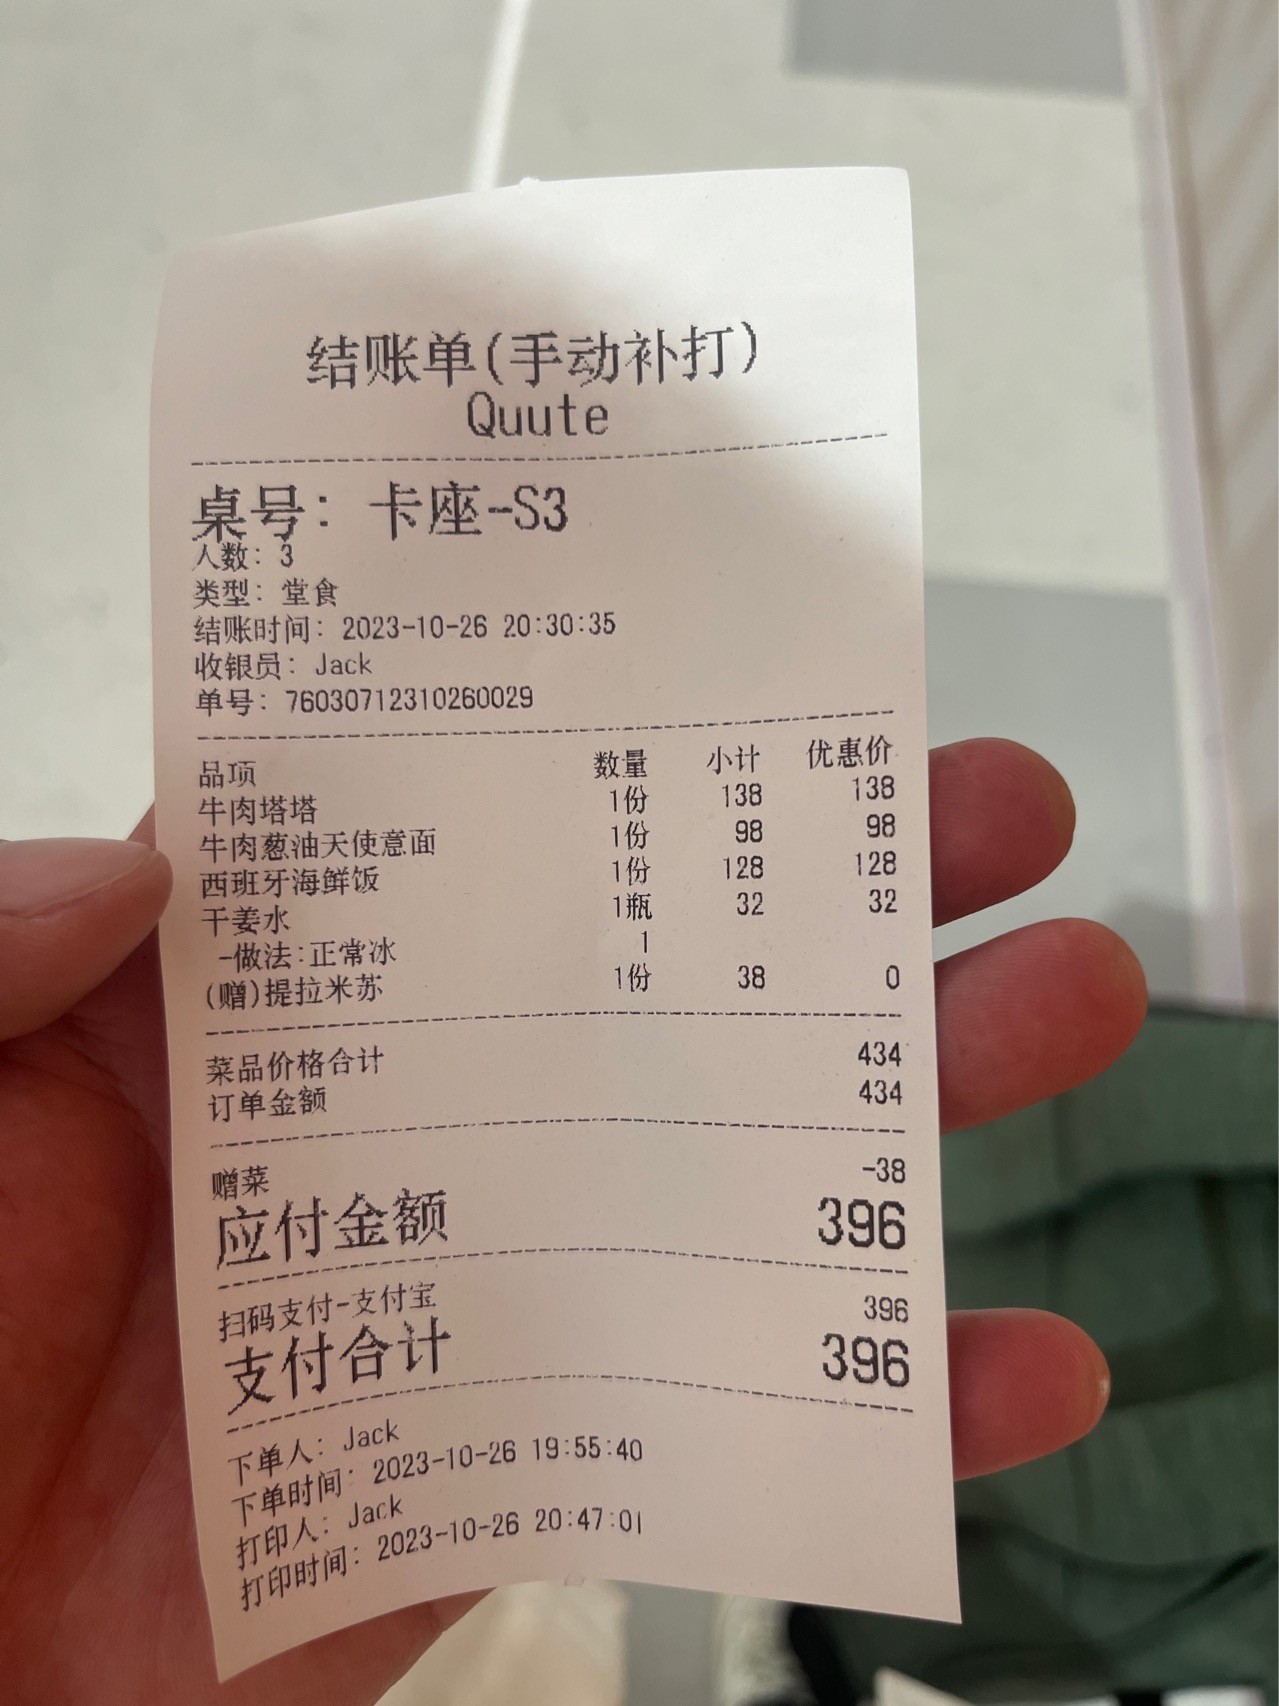 结账单(手动补打)
Quute
桌号: 卡座-S3
人数: 3
类型: 堂食
结账时间: 2023-10-26 20:30:35
收银员: Jack
单号: 76030712310260029
品项 数量 小计 优惠价
牛肉塔塔 1份 138 138
牛肉葱油天使意面 1份 98 98
西班牙海鲜饭 1份 128 128
干姜水 1瓶 32 32
-做法:正常冰 1
(赠)提拉米苏 1份 38 0
菜品价格合计 434
订单金额 434
赠菜 -38
应付金额 396
扫码支付-支付宝 396
支付合计 396
下单人: Jack
下单时间: 2023-10-26 19:55:40
打印人: Jack
打印时间: 2023-10-26 20:47:01